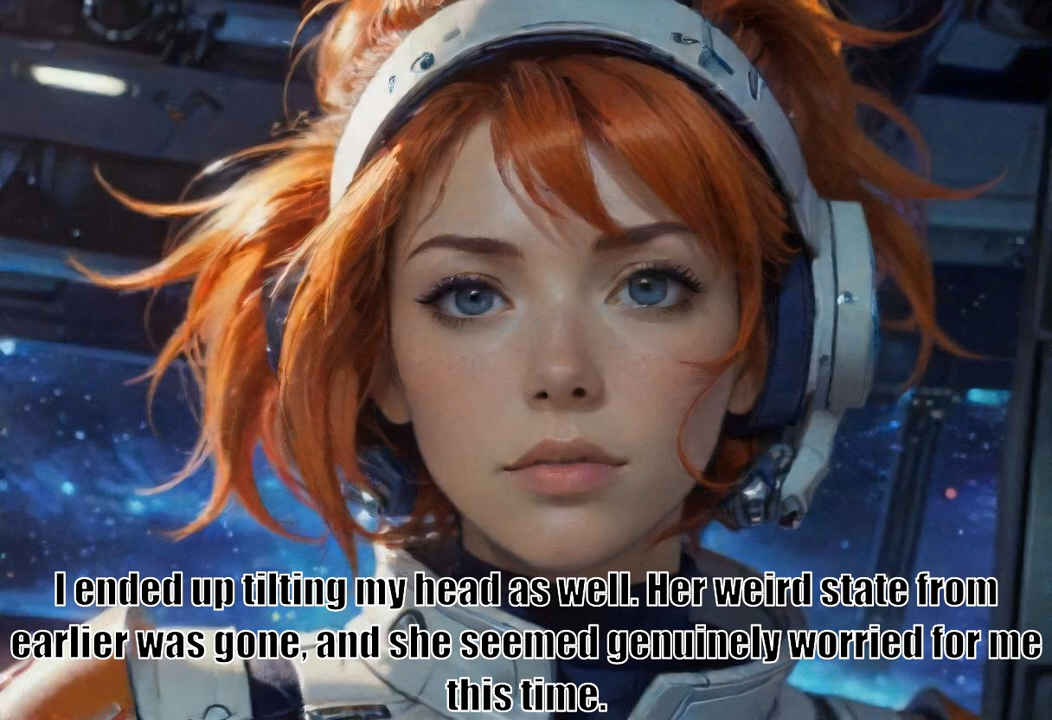 I ended up tilting my head as well. Her weird state from
earlier was gone, and she seemed genuinely worried for me
this time.